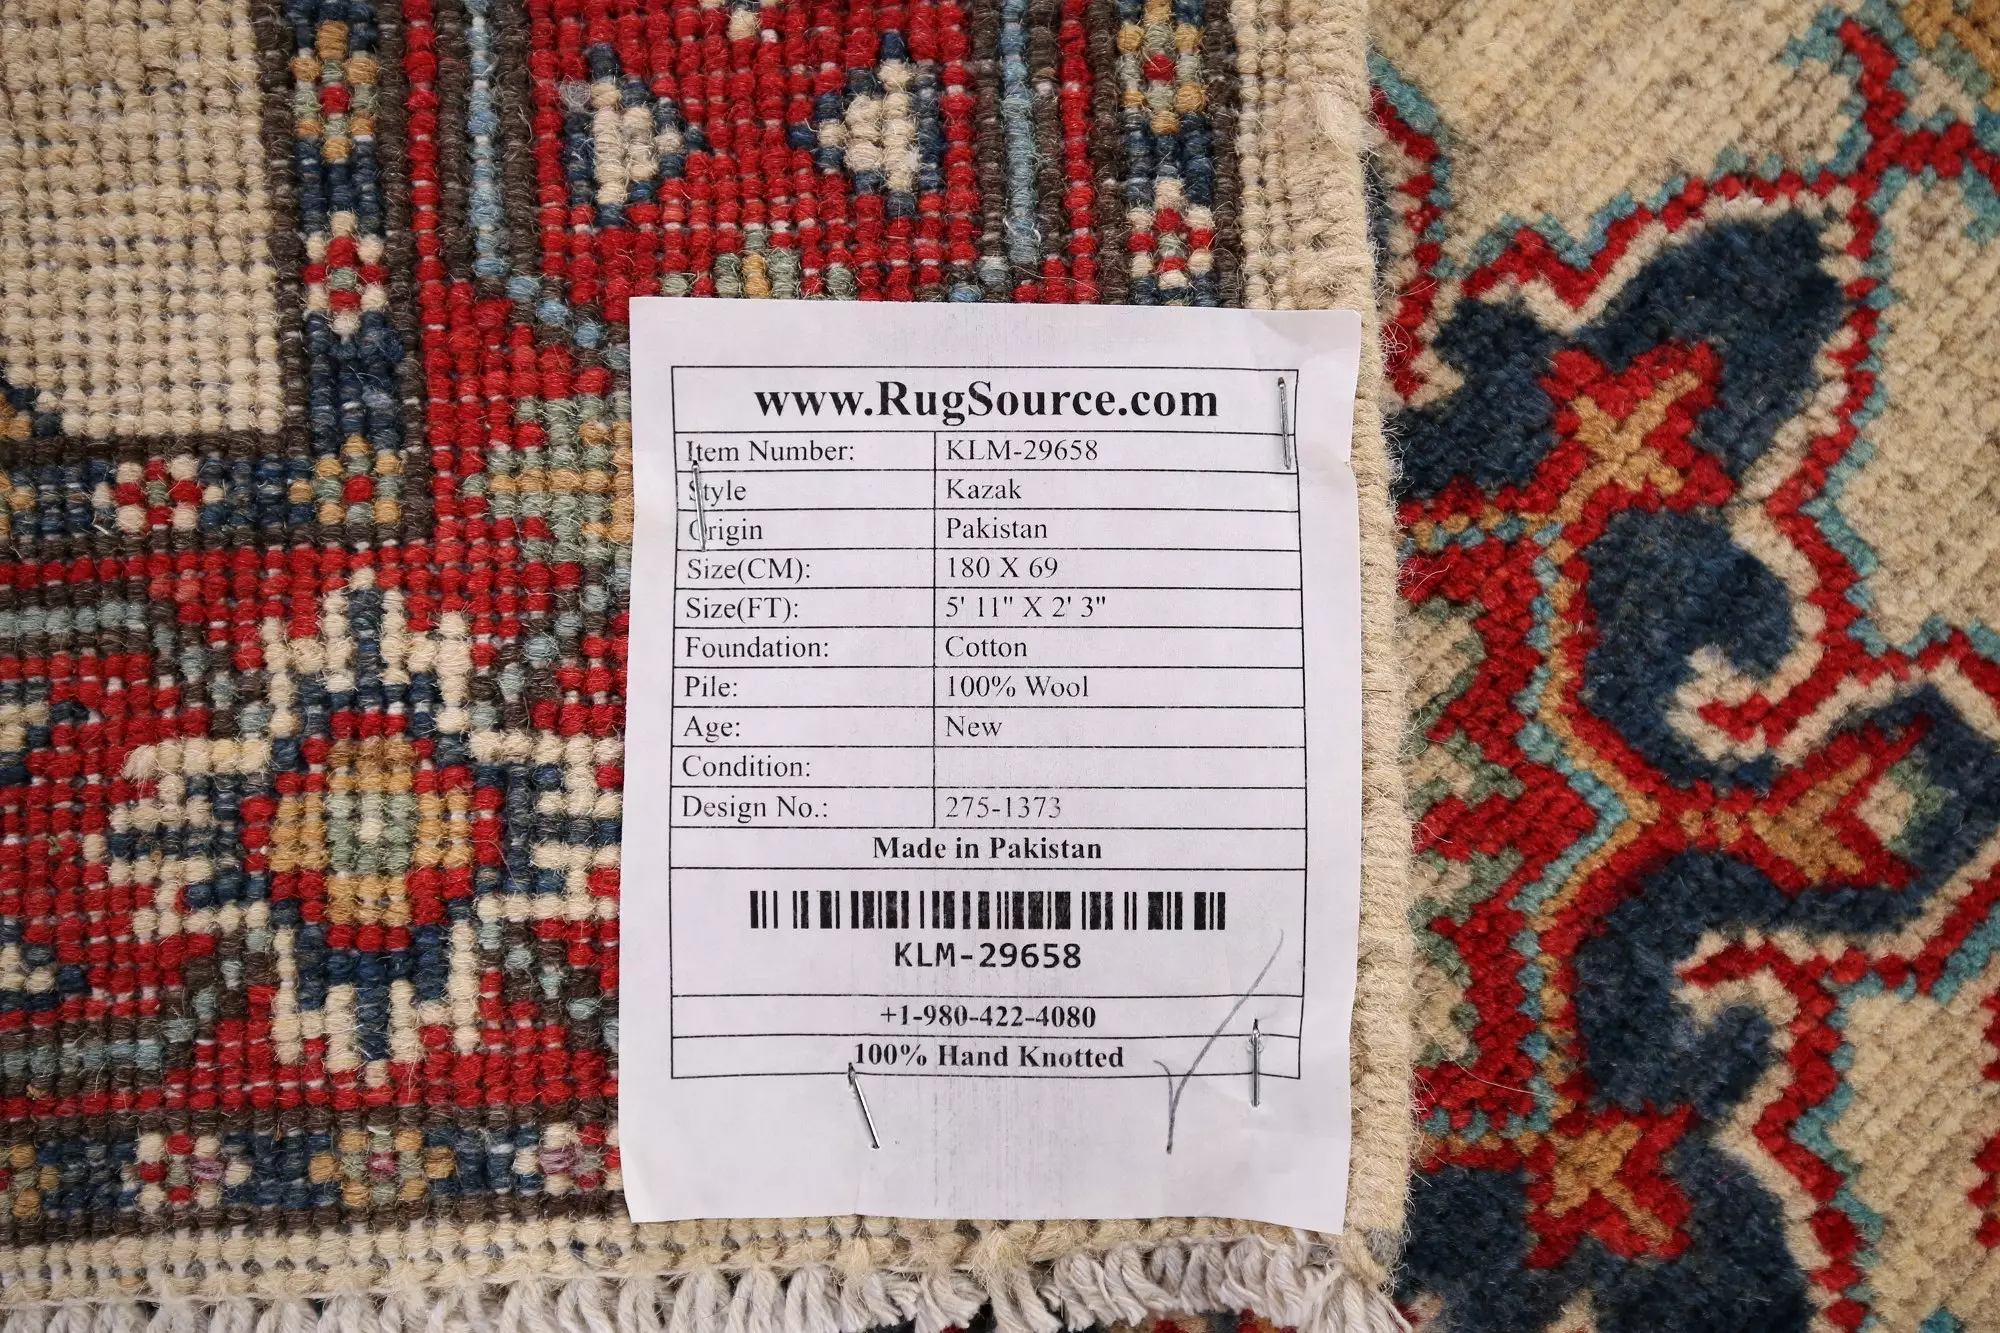 www.RugSource.com
Item Number: KLM-29658
Style Kazak
Origin Pakistan
Size(CM): 180 X 69
Size(FT): 5' 11" X 2' 3"
Foundation: Cotton
Pile: 100% Wool
Age: New
Condition:
Design No.: 275-1373
Made in Pakistan
KLM-29658
+1-980-422-4080
100% Hand Knotted